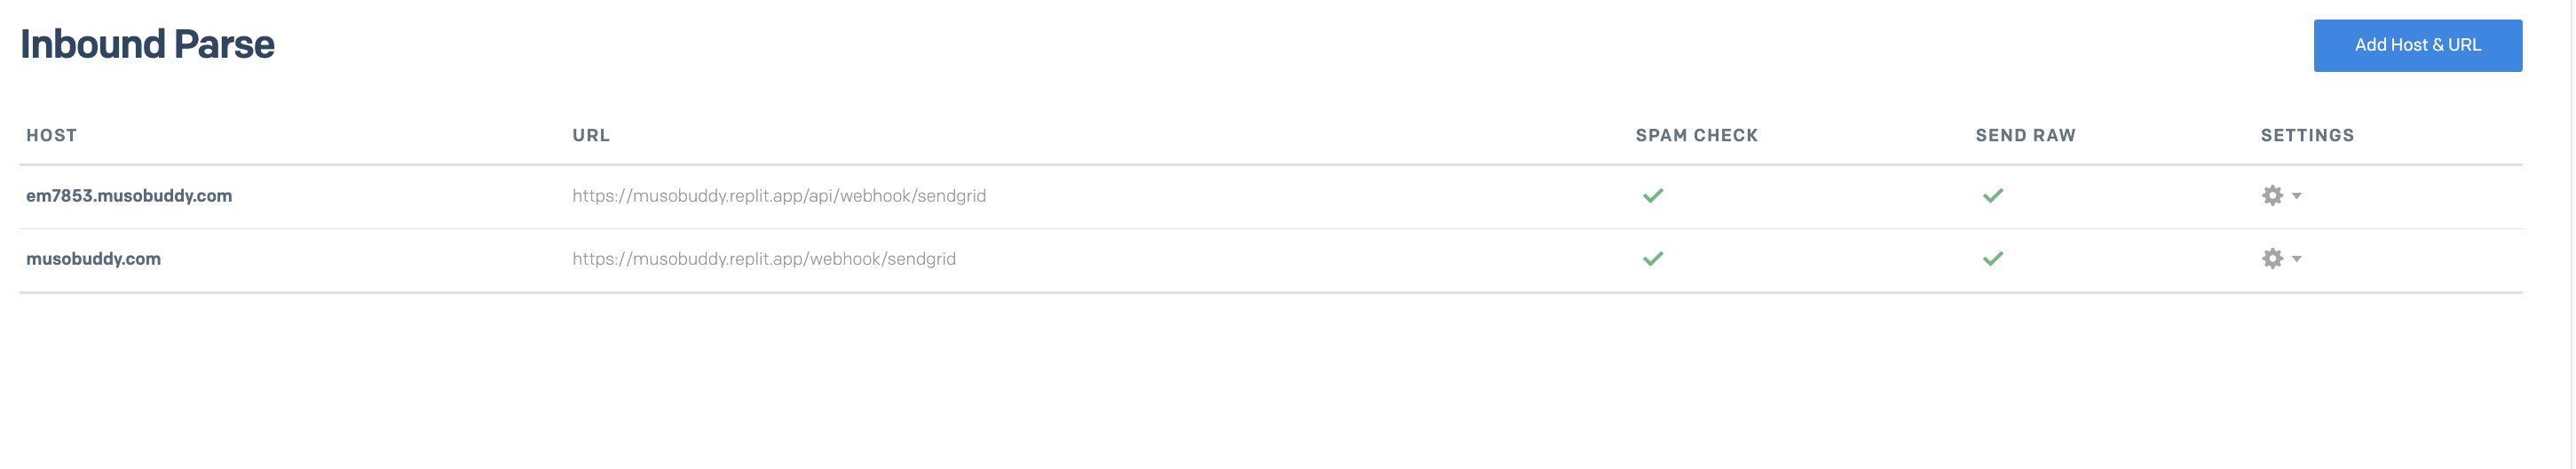 Inbound Parse
Add Host & URL
HOST URL SPAM CHECK SEND RAW SETTINGS
em7853.musobuddy.com https://musobuddy.replit.app/api/webhook/sendgrid
musobuddy.com https://musobuddy.replit.app/webhook/sendgrid